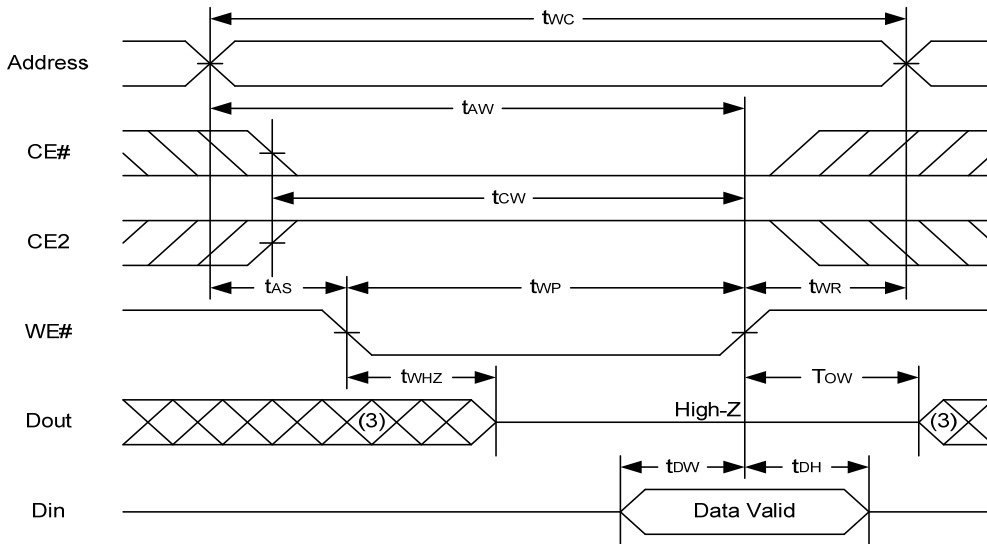 tWC
Address
tAW
CE#
tCW
CE2
tAS
tWP
tWR
WE#
tWHZ
TOW
Dout
(3)
High-Z
(3)
tDW
tDH
Din
Data Valid